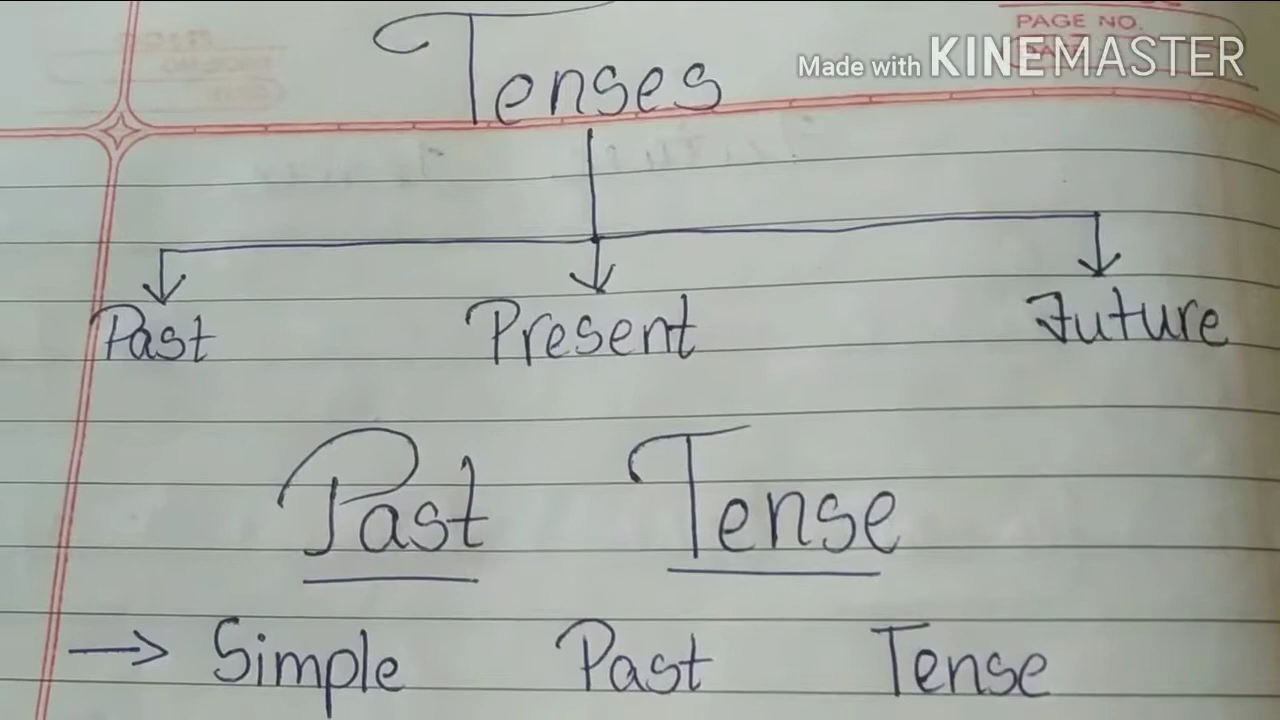 PAGE NO.
Made with KINEMASTER
Tenses
Past Present Future
Past Tense
→ Simple Past Tense